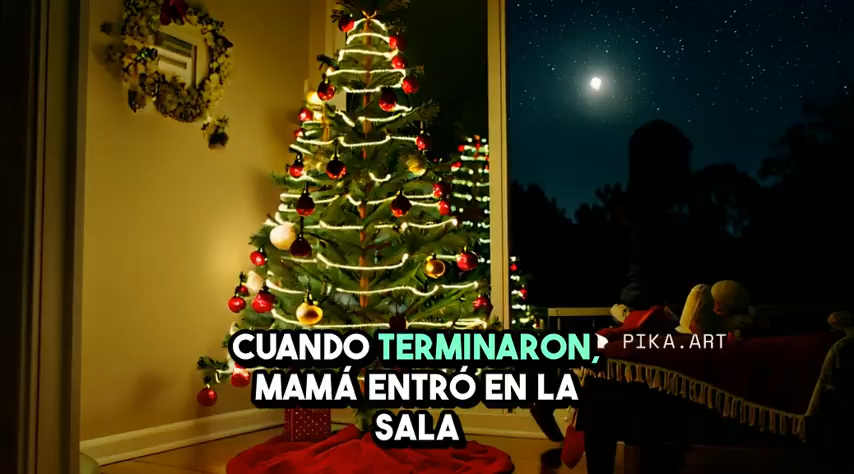 CUANDO TERMINARON,
PIKA.ART
MAMÁ ENTRÓ EN LA
SALA